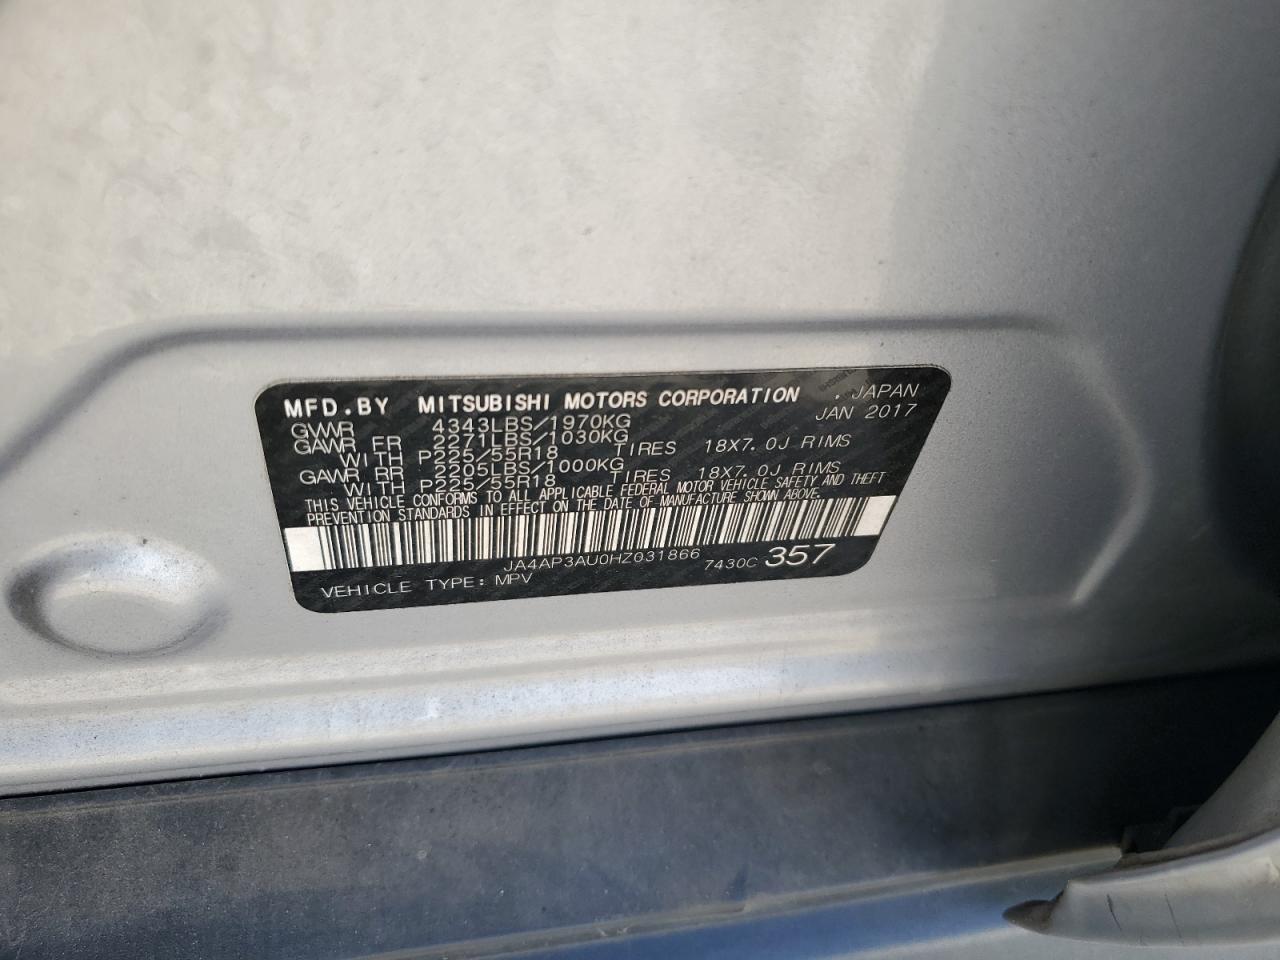 MFD.BY MITSUBISHI MOTORS CORPORATION , JAPAN
GVWR 4343LBS/1970KG JAN 2017
GAWR FR 2271LBS/1030KG
WITH P225/55R18 TIRES 18X7.0J RIMS
GAWR RR 2205LBS/1000KG
WITH P225/55R18 TIRES 18X7.0J RIMS
THIS VEHICLE CONFORMS TO ALL APPLICABLE FEDERAL MOTOR VEHICLE SAFETY AND THEFT
PREVENTION STANDARDS IN EFFECT ON THE DATE OF MANUFACTURE SHOWN ABOVE.
JA4AP3AU0HZ031866 7430C 357
VEHICLE TYPE: MPV